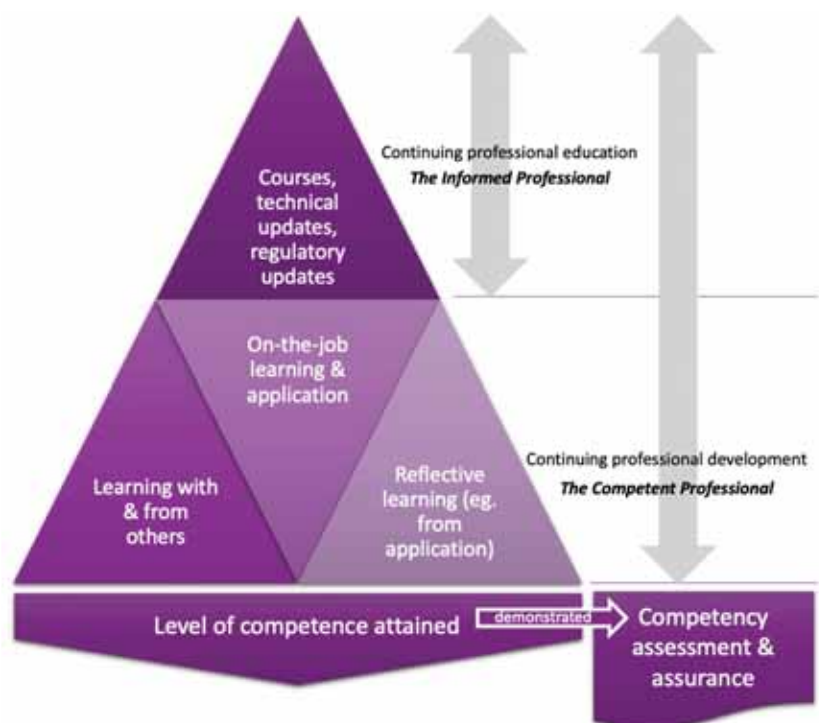 Courses,
technical
updates,
regulatory
updates
Continuing professional education
The Informed Professional
On-the-job
learning &
application
Learning with
& from
others
Reflective
learning (eg.
from
application)
Continuing professional development
The Competent Professional
Level of competence attained
demonstrated
Competency
assessment &
assurance